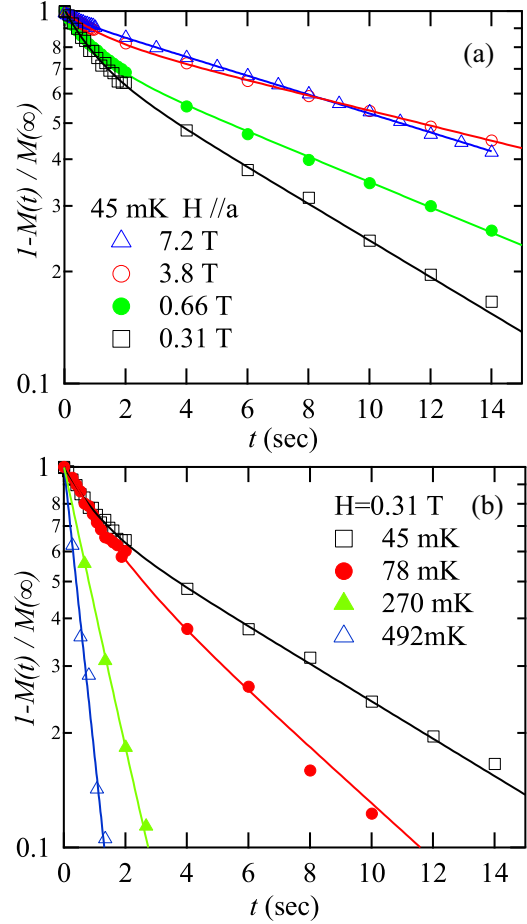 1
9
8
7
6
5
4
3
2
0.1
1-M(t) / M(∞)
(a)
45 mK H //a
7.2 T
3.8 T
0.66 T
0.31 T
0 2 4 6 8 10 12 14
t (sec)
1
9
8
7
6
5
4
3
2
0.1
1-M(t) / M(∞)
H=0.31 T (b)
45 mK
78 mK
270 mK
492mK
0 2 4 6 8 10 12 14
t (sec)